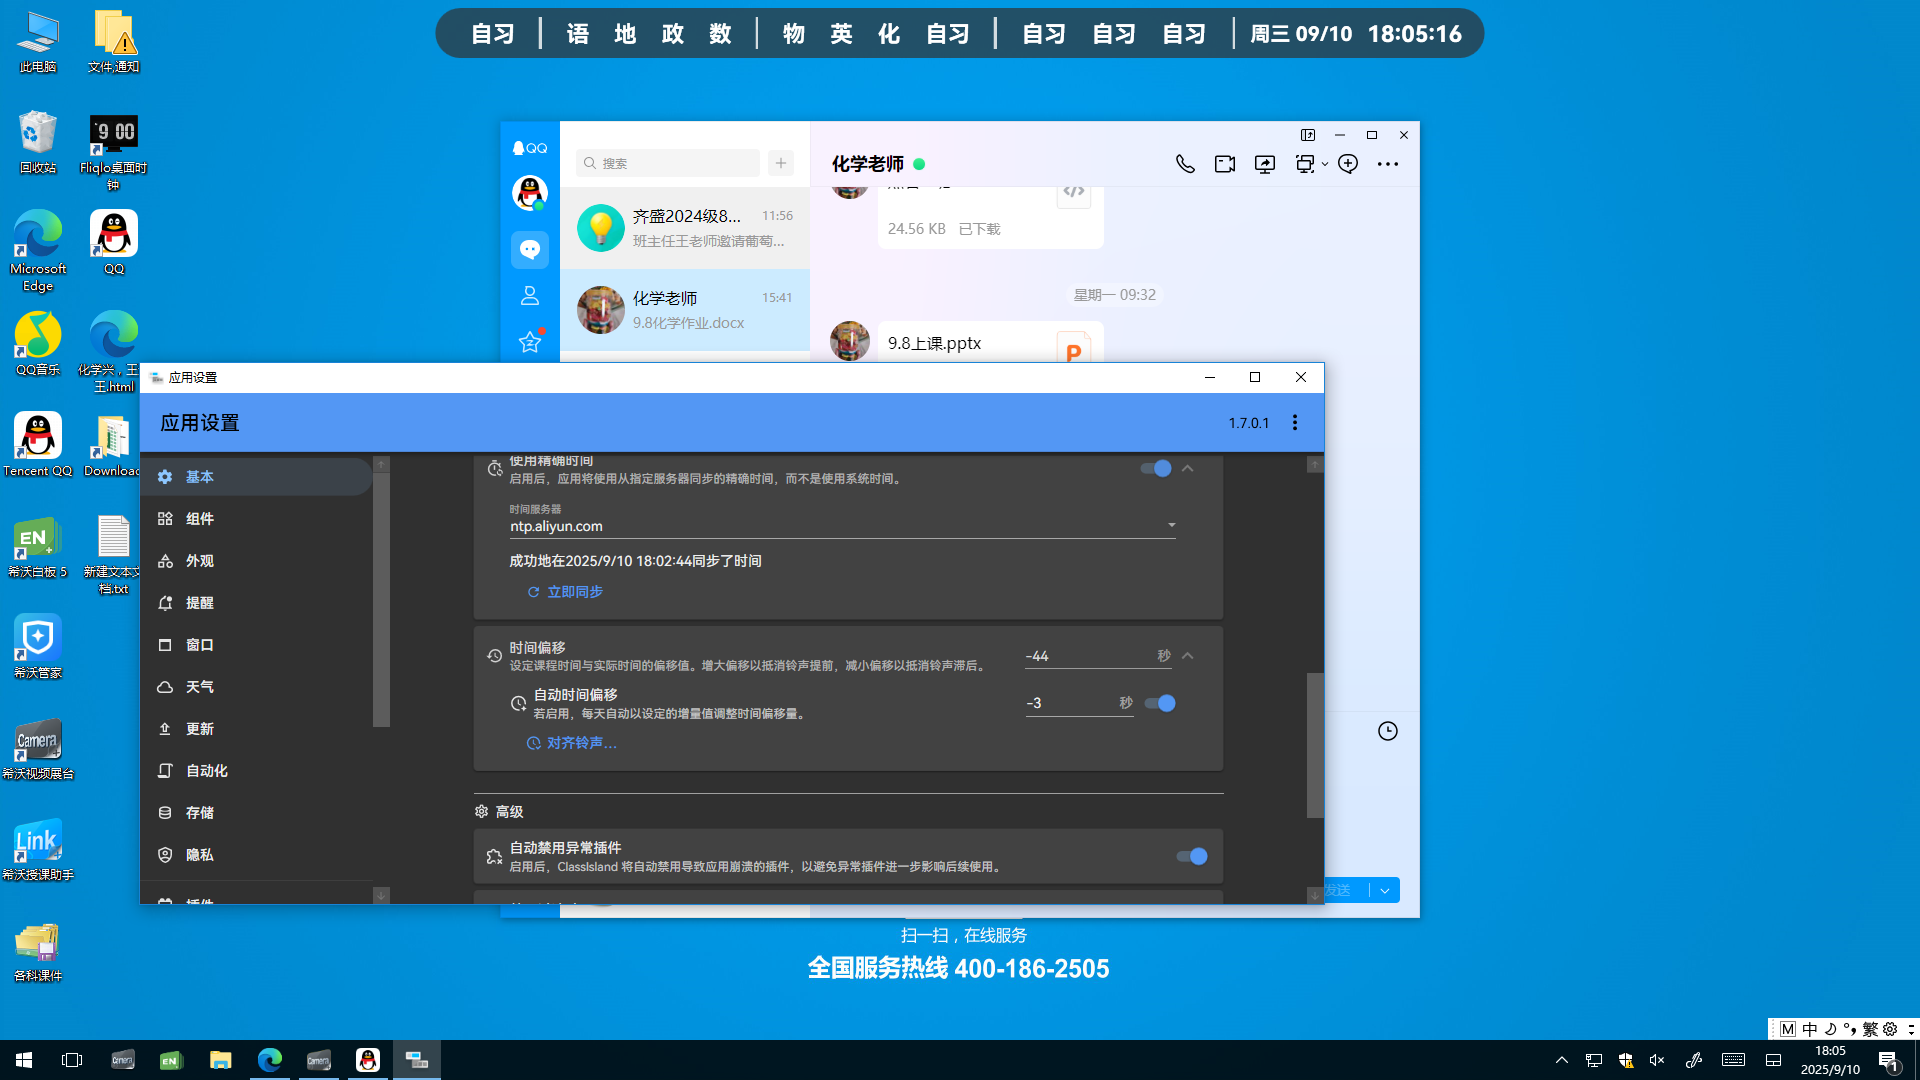 自习 | 语 地 政 数 | 物 英 化 自习 | 自习 自习 自习 | 周三 09/10 18:05:16
此电脑
文件,通知
回收站
Fliqlo桌面时钟
Microsoft Edge
QQ
QQ音乐
化学兴，王
王.html
Tencent QQ
Download
EN
希沃白板 5
新建文本文
档.txt
希沃管家
Camera
希沃视频展台
Link
希沃授课助手
各科课件
QQ
搜索
齐盛2024级8... 11:56
班主任王老师邀请葡萄...
化学老师 15:41
9.8化学作业.docx
化学老师
24.56 KB 已下载
星期一 09:32
9.8上课.pptx
P
发送
应用设置
应用设置
1.7.0.1
基本
组件
外观
提醒
窗口
天气
更新
自动化
存储
隐私
插件
使用精确时间
启用后，应用将使用从指定服务器同步的精确时间，而不是使用系统时间。
时间服务器
ntp.aliyun.com
成功地在2025/9/10 18:02:44同步了时间
立即同步
时间偏移
设定课程时间与实际时间的偏移值。增大偏移以抵消铃声提前，减小偏移以抵消铃声滞后。
-44 秒
自动时间偏移
若启用，每天自动以设定的增量值调整时间偏移量。
-3 秒
对齐铃声...
高级
自动禁用异常插件
启用后，ClassIsland 将自动禁用导致应用崩溃的插件，以避免异常插件进一步影响后续使用。
扫一扫，在线服务
全国服务热线 400-186-2505
M 中 繁
Camera
EN
Camera
18:05
2025/9/10
1